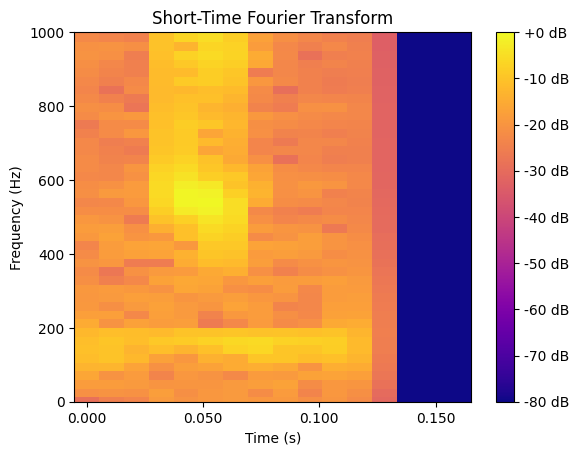 Short-Time Fourier Transform
1000
800
600
400
200
0
Frequency (Hz)
0.000
0.050
0.100
0.150
Time (s)
+0 dB
-10 dB
-20 dB
-30 dB
-40 dB
-50 dB
-60 dB
-70 dB
-80 dB